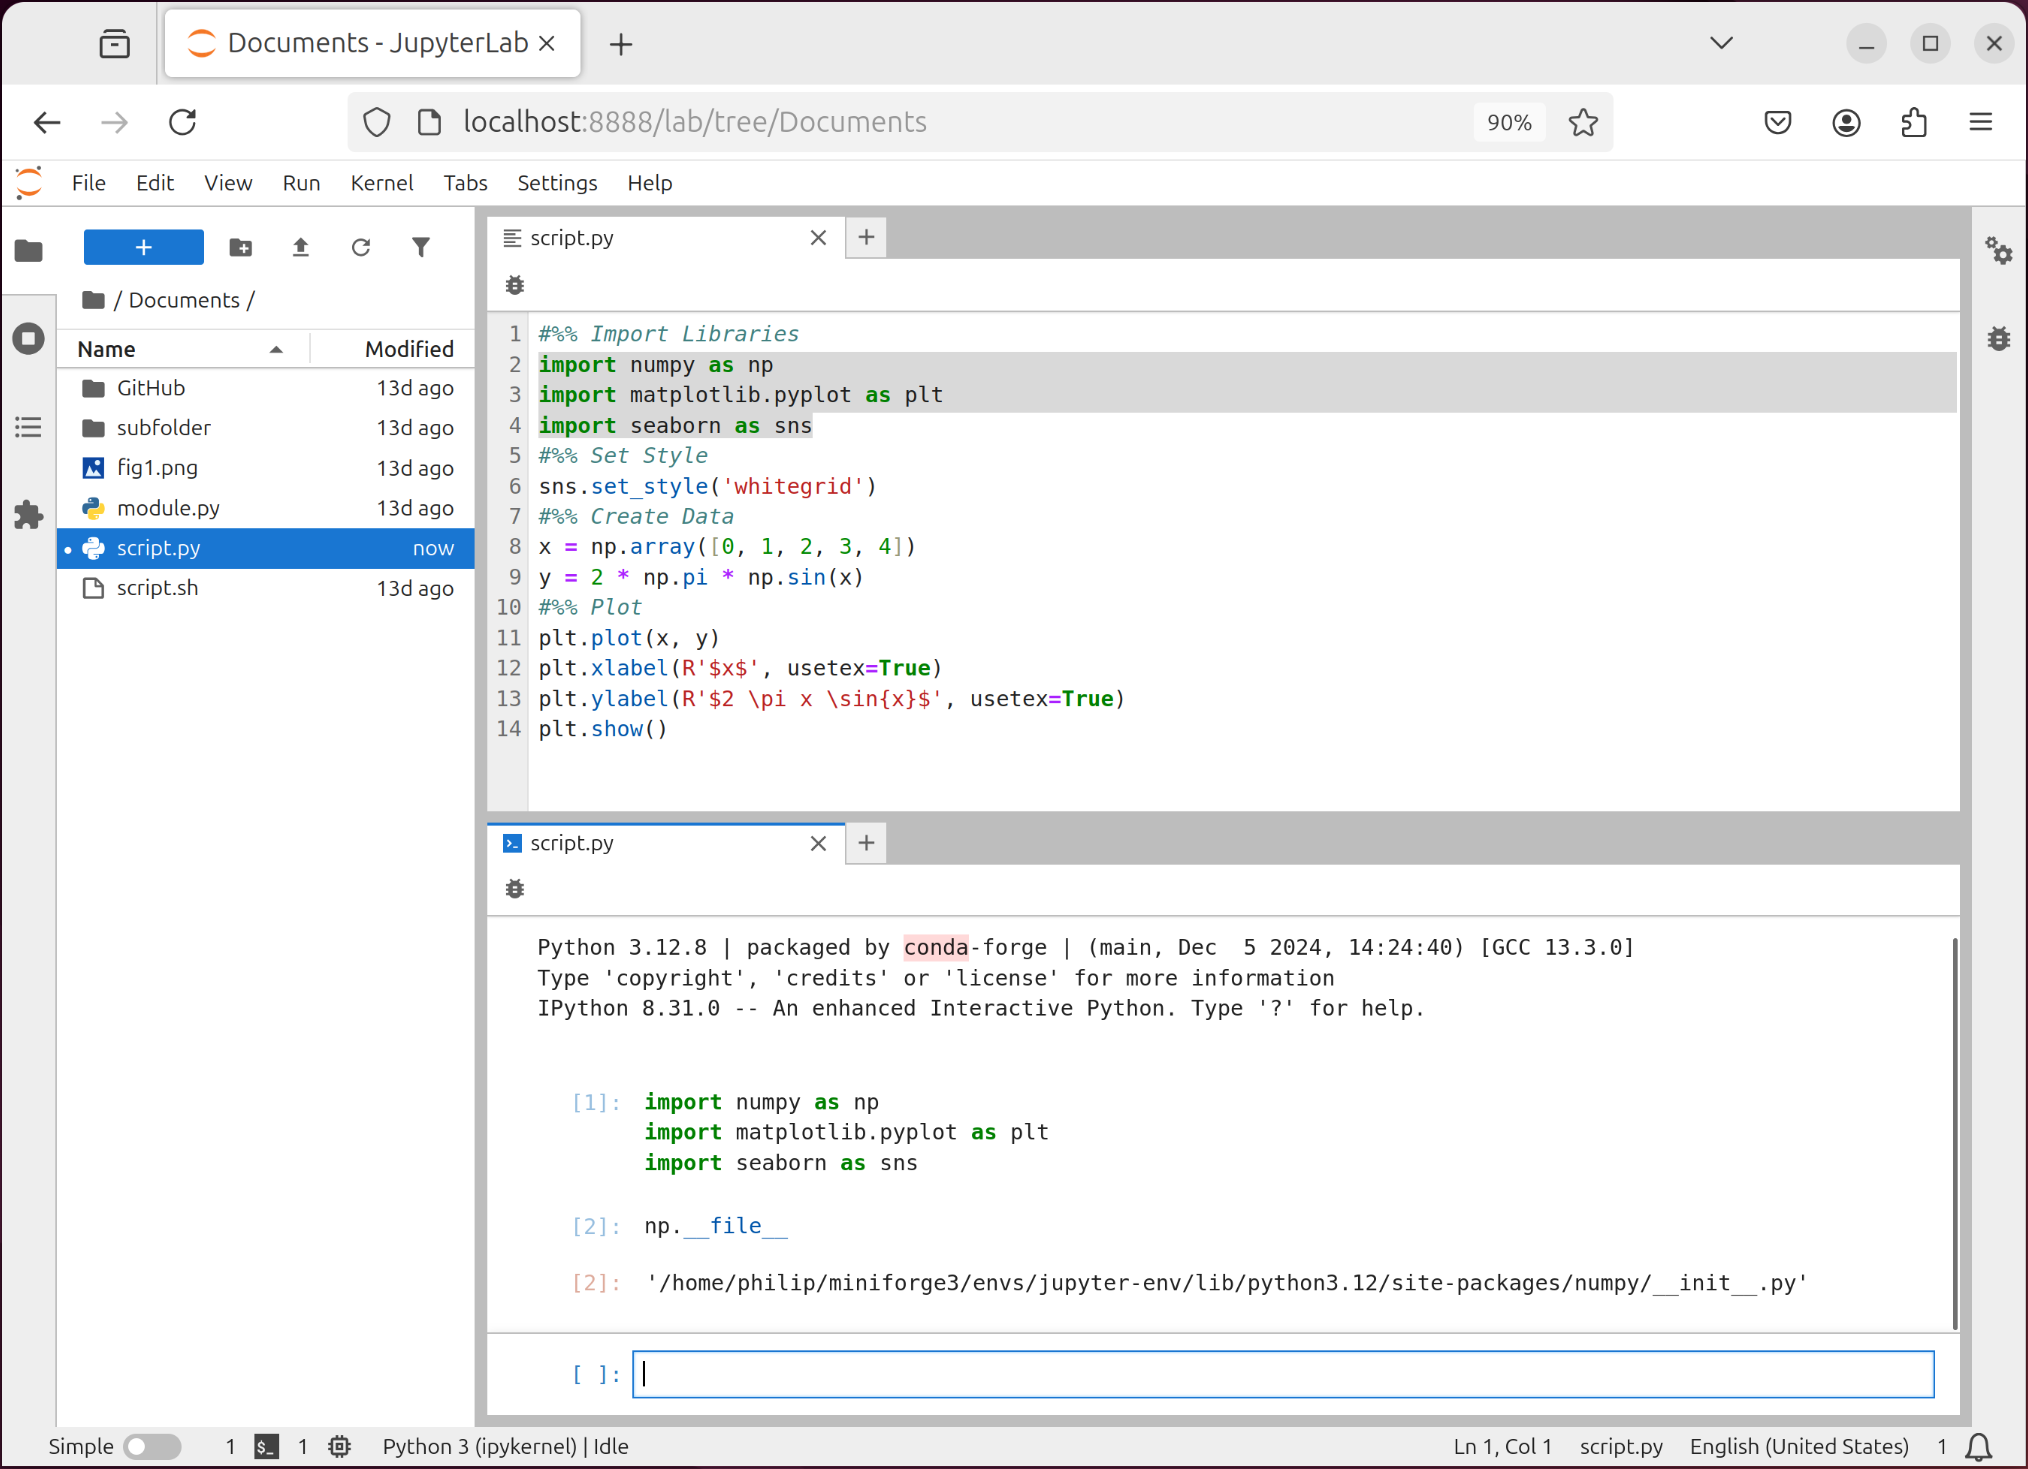 Documents - JupyterLab
localhost:8888/lab/tree/Documents
90%
File Edit View Run Kernel Tabs Settings Help
/ Documents /
Name Modified
GitHub 13d ago
subfolder 13d ago
fig1.png 13d ago
module.py 13d ago
script.py now
script.sh 13d ago
script.py
1 #%% Import Libraries
2 import numpy as np
3 import matplotlib.pyplot as plt
4 import seaborn as sns
5 #%% Set Style
6 sns.set_style('whitegrid')
7 #%% Create Data
8 x = np.array([0, 1, 2, 3, 4])
9 y = 2 * np.pi * np.sin(x)
10 #%% Plot
11 plt.plot(x, y)
12 plt.xlabel(R'$x$', usetex=True)
13 plt.ylabel(R'$2 \pi x \sin{x}$', usetex=True)
14 plt.show()
script.py
Python 3.12.8 | packaged by conda-forge | (main, Dec  5 2024, 14:24:40) [GCC 13.3.0]
Type 'copyright', 'credits' or 'license' for more information
IPython 8.31.0 -- An enhanced Interactive Python. Type '?' for help.
[1]: import numpy as np
import matplotlib.pyplot as plt
import seaborn as sns
[2]: np.__file__
[2]: '/home/philip/miniforge3/envs/jupyter-env/lib/python3.12/site-packages/numpy/__init__.py'
[ ]:
Simple 1 $_ 1 Python 3 (ipykernel) | Idle Ln 1, Col 1 script.py English (United States) 1